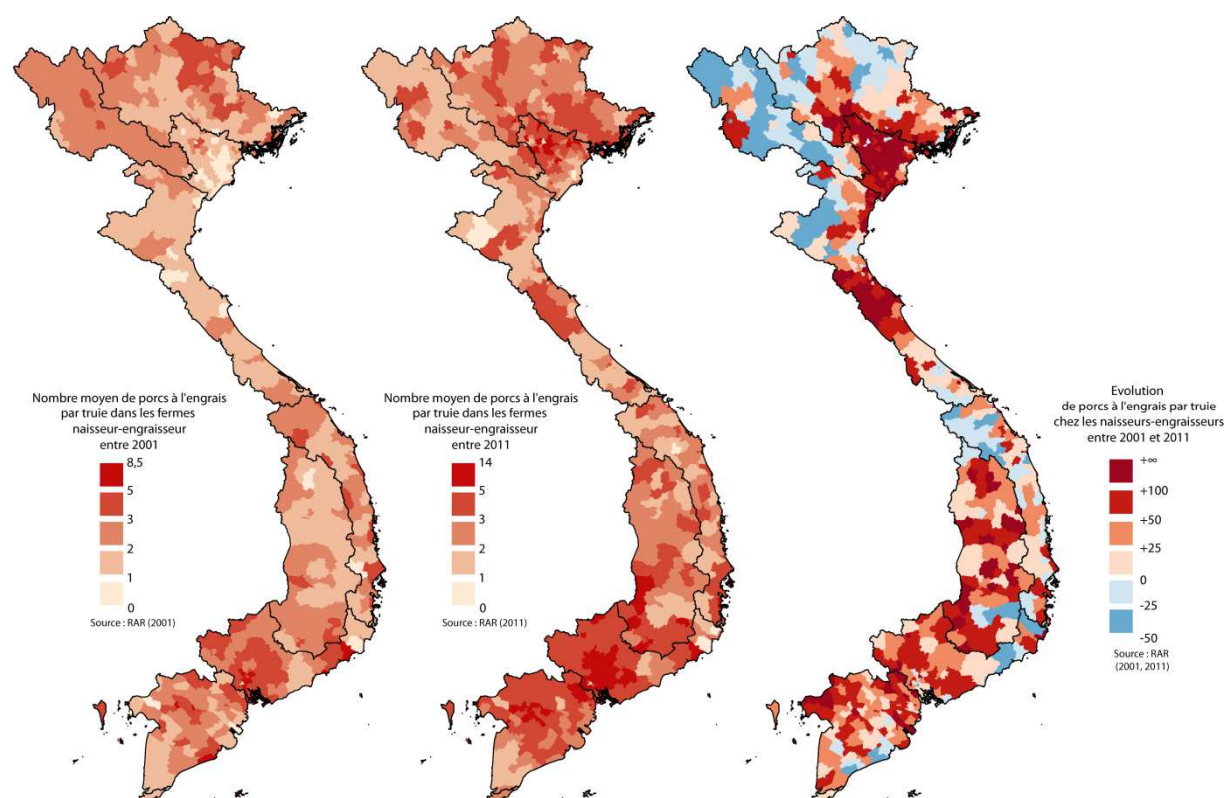 Nombre moyen de porcs à l'engrais
par truie dans les fermes
naisseur-engraisseur
entre 2001
8,5
5
3
2
1
0
Source : RAR (2001)
Nombre moyen de porcs à l'engrais
par truie dans les fermes
naisseur-engraisseur
entre 2011
14
5
3
2
1
0
Source : RAR (2011)
Evolution
de porcs à l'engrais par truie
chez les naisseurs-engraisseurs
entre 2001 et 2011
+∞
+100
+50
+25
0
-25
-50
Source : RAR
(2001, 2011)